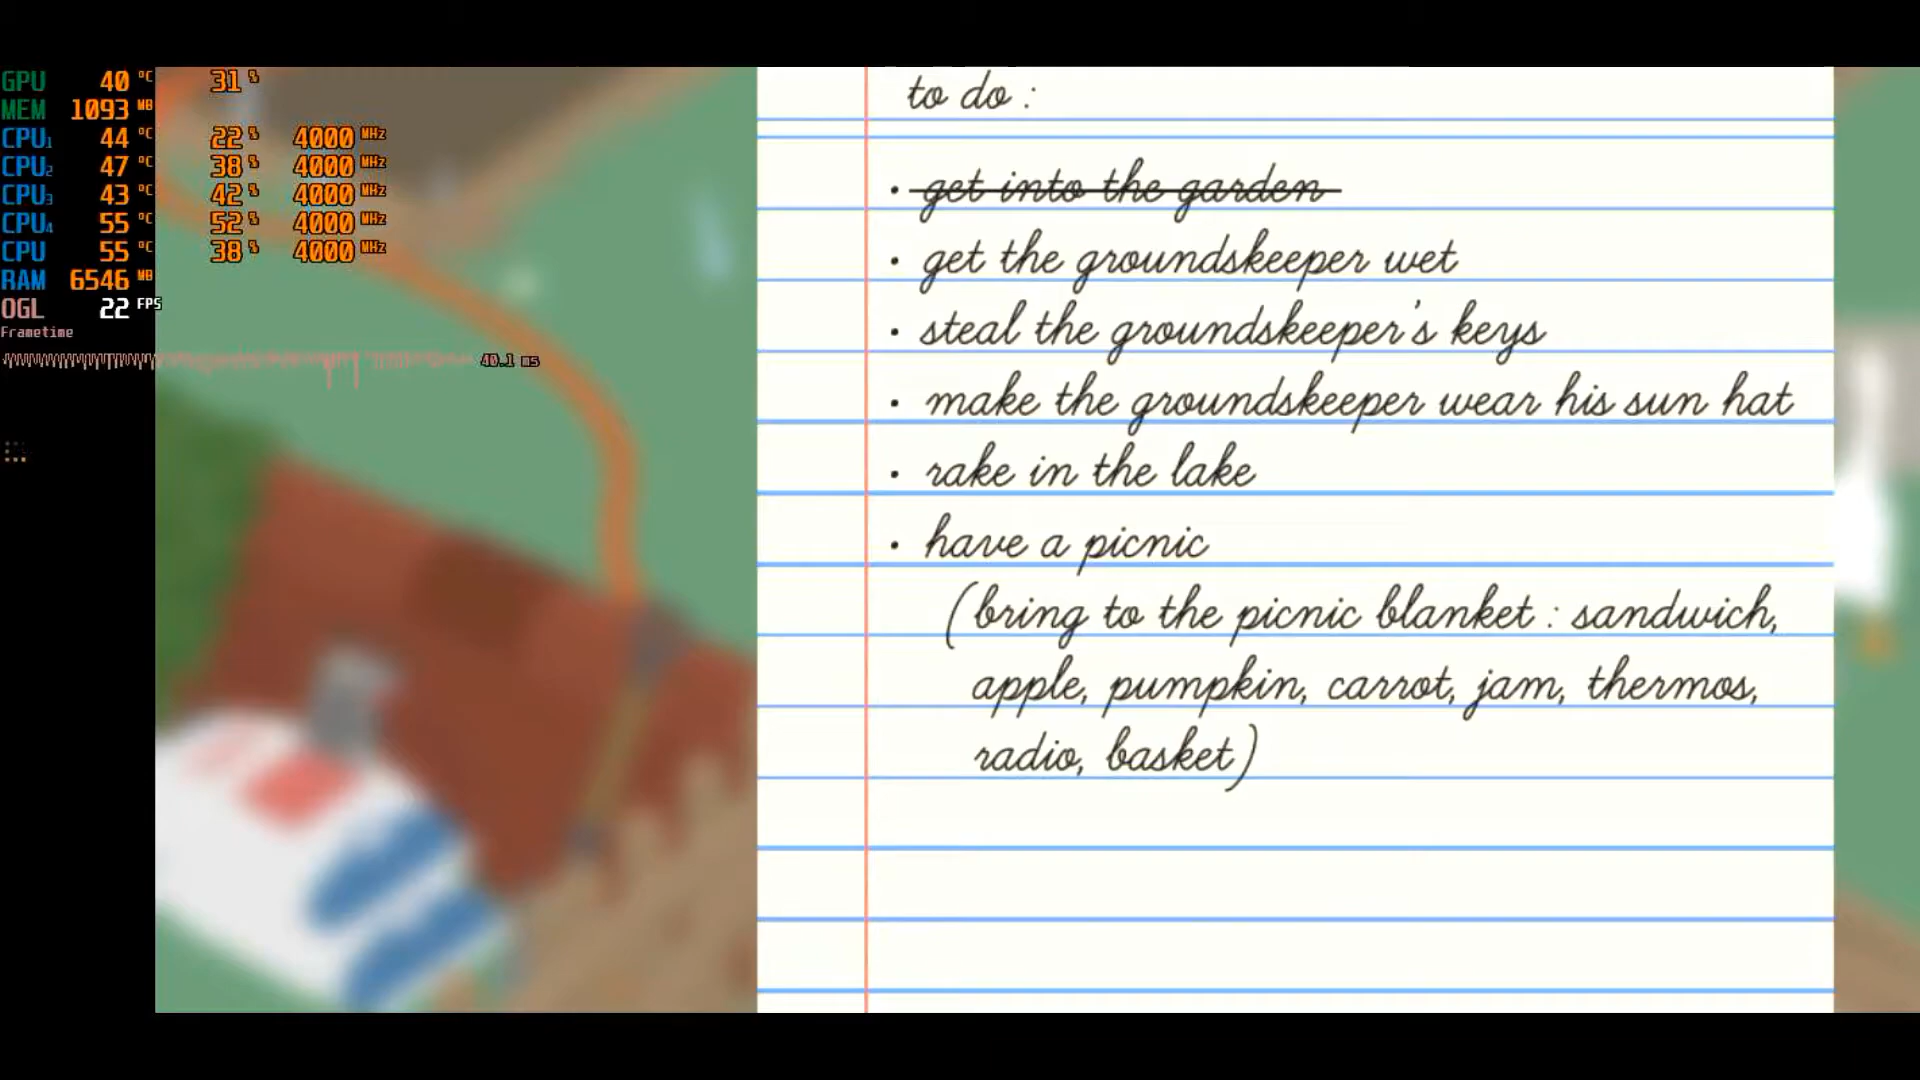 GPU 40 °C 31 %
MEM 1093 MB
CPU1 44 °C 22 % 4000 MHz
CPU2 47 °C 38 % 4000 MHz
CPU3 43 °C 42 % 4000 MHz
CPU4 55 °C 52 % 4000 MHz
CPU 55 °C 38 % 4000 MHz
RAM 6546 MB
OGL 22 FPS
Frametime
40.1 ms
to do :
• get into the garden
• get the groundskeeper wet
• steal the groundskeeper's keys
• make the groundskeeper wear his sun hat
• rake in the lake
• have a picnic
(bring to the picnic blanket : sandwich,
apple, pumpkin, carrot, jam, thermos,
radio, basket)